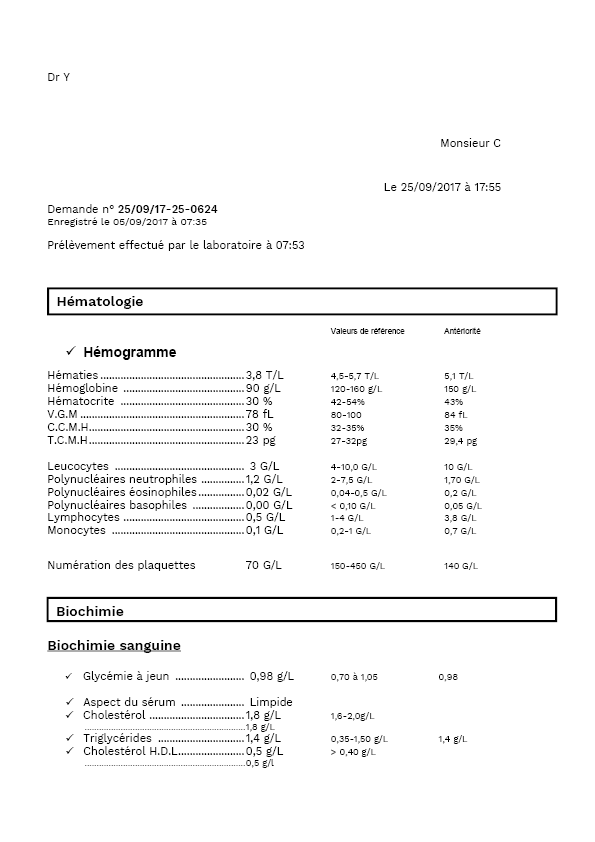 Dr Y
Monsieur C
Le 25/09/2017 à 17:55
Demande n° 25/09/17-25-0624
Enregistré le 05/09/2017 à 07:35
Prélèvement effectué par le laboratoire à 07:53
Hématologie
Valeurs de référence Antériorité
✓ Hémogramme
Hématies ............................................ 3,8 T/L 4,5-5,7 T/L 5,1 T/L
Hémoglobine ..................................... 90 g/L 120-160 g/L 150 g/L
Hématocrite ...................................... 30 % 42-54% 43%
V.G.M .................................................. 78 fL 80-100 84 fL
C.C.M.H............................................... 30 % 32-35% 35%
T.C.M.H............................................... 23 pg 27-32pg 29,4 pg
Leucocytes ........................................ 3 G/L 4-10,0 G/L 10 G/L
Polynucléaires neutrophiles ............. 1,2 G/L 2-7,5 G/L 1,70 G/L
Polynucléaires éosinophiles.............. 0,02 G/L 0,04-0,5 G/L 0,2 G/L
Polynucléaires basophiles ................ 0,00 G/L < 0,10 G/L 0,05 G/L
Lymphocytes ...................................... 0,5 G/L 1-4 G/L 3,8 G/L
Monocytes ......................................... 0,1 G/L 0,2-1 G/L 0,7 G/L
Numération des plaquettes 70 G/L 150-450 G/L 140 G/L
Biochimie
Biochimie sanguine
✓ Glycémie à jeun ..................... 0,98 g/L 0,70 à 1,05 0,98
✓ Aspect du sérum ................... Limpide
✓ Cholestérol ............................. 1,8 g/L 1,6-2,0g/L
............................................................ 1,8 g/L
✓ Triglycérides .......................... 1,4 g/L 0,35-1,50 g/L 1,4 g/L
✓ Cholestérol H.D.L.................... 0,5 g/L > 0,40 g/L
............................................................ 0,5 g/l